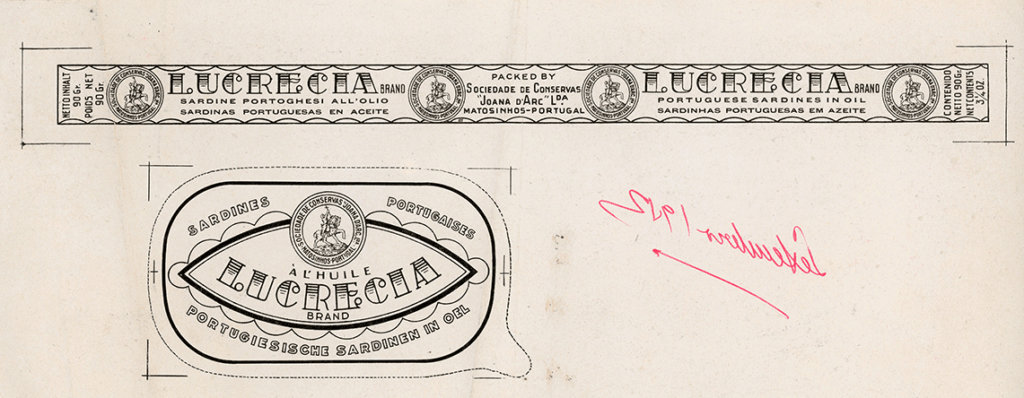 NETTO INHALT
90 Gr.
POIDS NET
90 Gr.
LUCRECIA BRAND
SARDINE PORTOGHESI ALL'OLIO
SARDINAS PORTUGUESAS EN ACEITE
PACKED BY
SOCIEDADE DE CONSERVAS
"JOANA D'ARC" LDA
MATOSINHOS-PORTUGAL
LUCRECIA BRAND
PORTUGUESE SARDINES IN OIL
SARDINHAS PORTUGUESAS EM AZEITE
CONTENIDO
NETTO 90 Gr.
NET CONTENTS
3¼ OZ.
SARDINES PORTUGAISES
SOCIEDADE DE CONSERVAS "JOANA D'ARC" LDA
MATOSINHOS-PORTUGAL
À L'HUILE
LUCRECIA
BRAND
PORTUGIESISCHE SARDINEN IN OEL